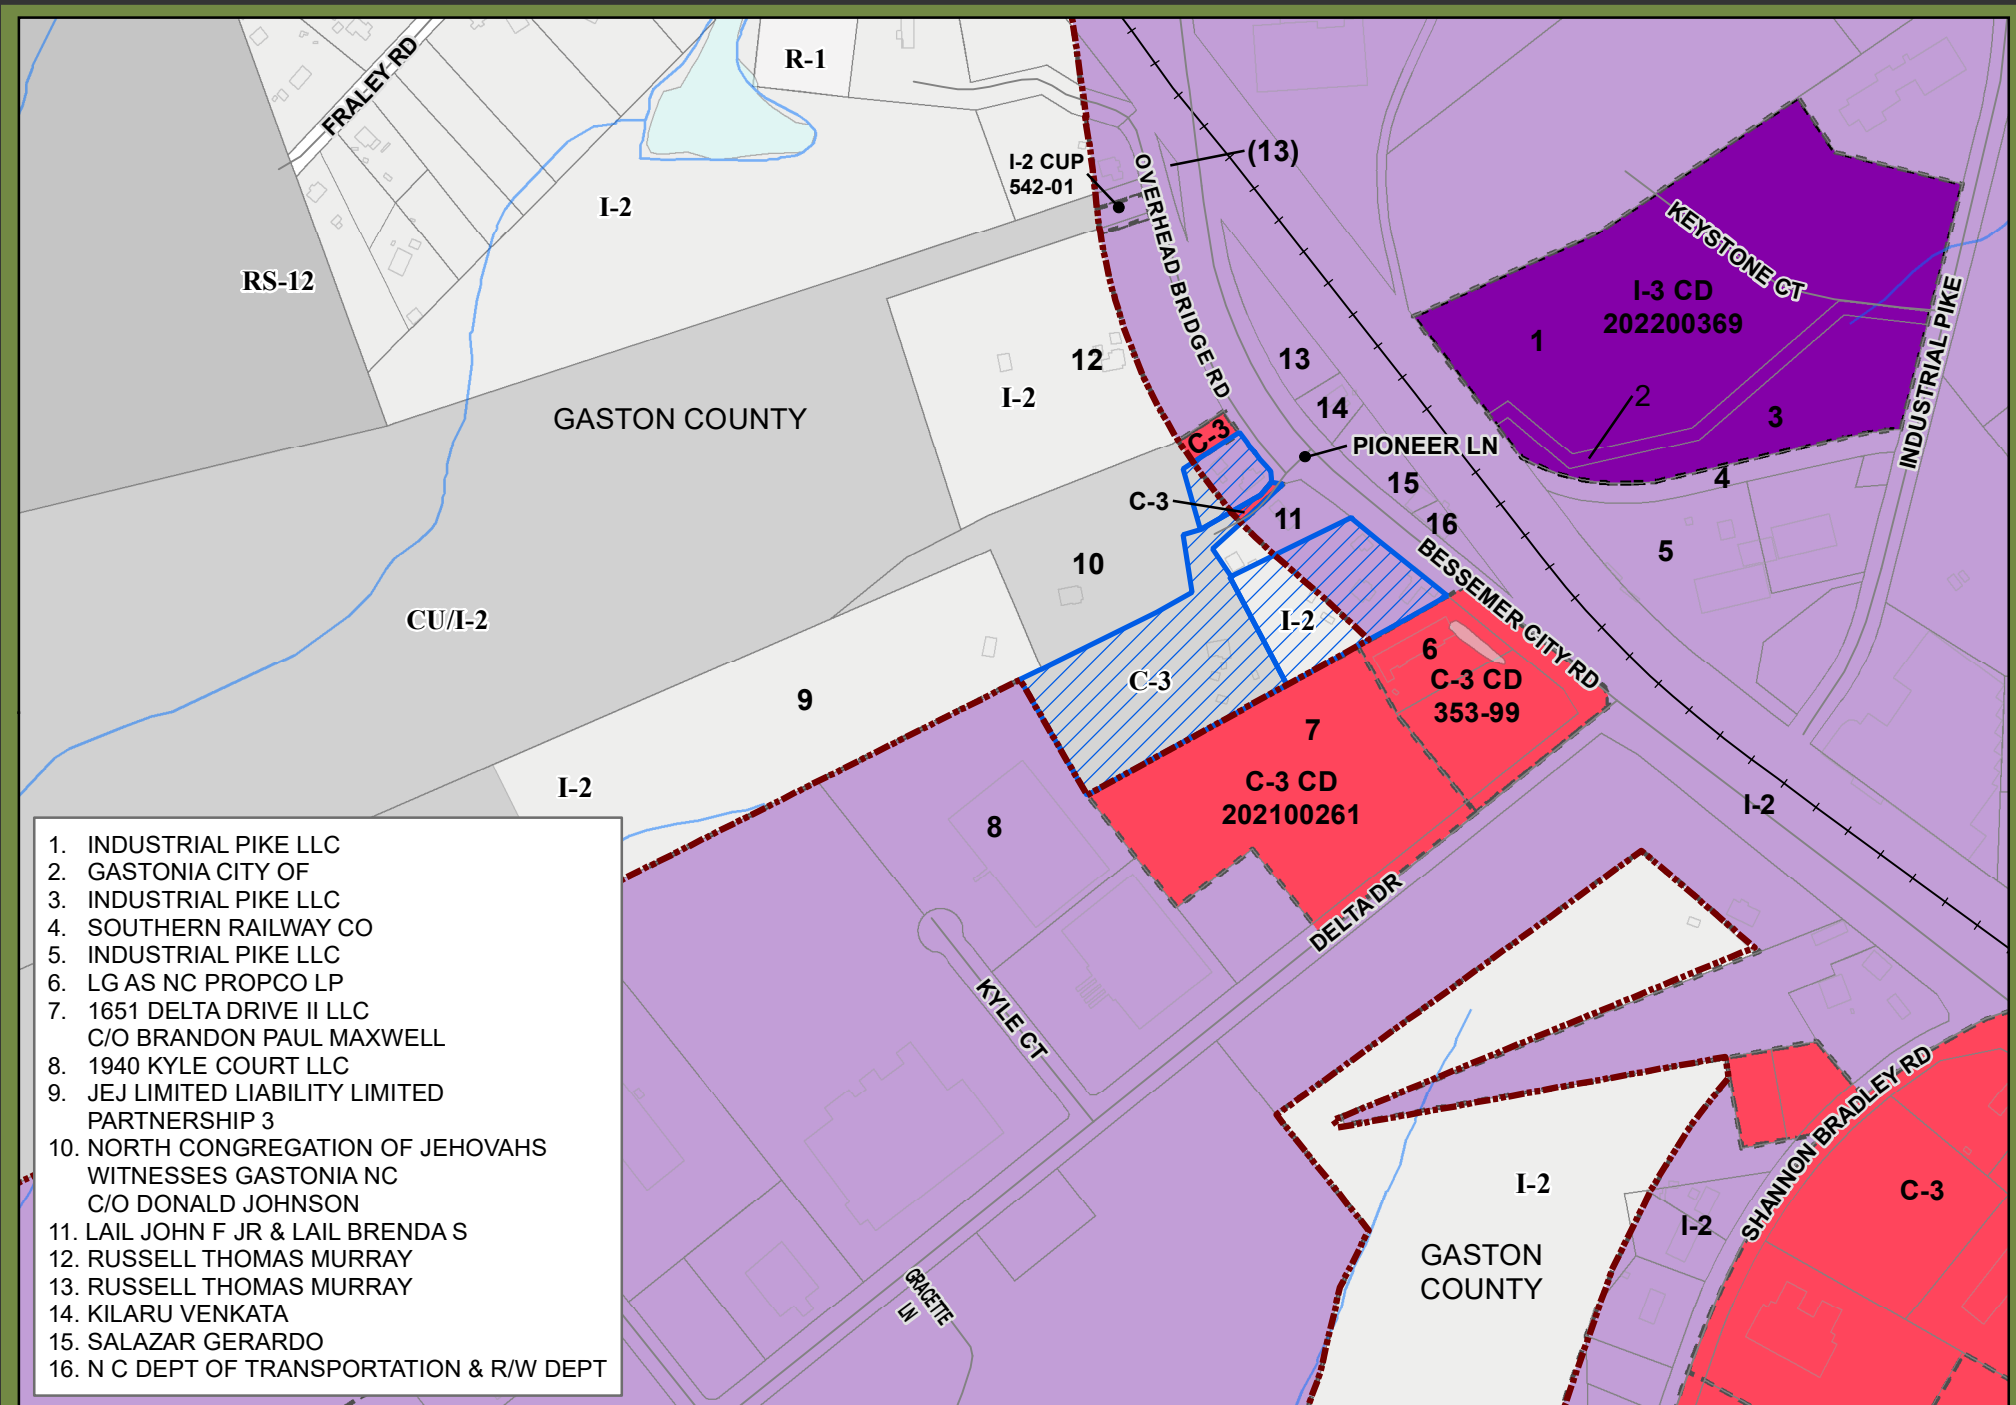 FRALEY RD
R-1
I-2
RS-12
I-2 CUP
542-01
(13)
OVERHEAD BRIDGE RD
KEYSTONE CT
I-3 CD
202200369
1
2
3
INDUSTRIAL PIKE
12
I-2
13
14
GASTON COUNTY
C-3
PIONEER LN
C-3
11
15
16
4
5
10
BESSEMER CITY RD
CU/I-2
I-2
C-3
6
C-3 CD
353-99
9
7
C-3 CD
202100261
I-2
8
I-2
DELTA DR
KYLE CT
GRACETTE
LN
I-2
GASTON
COUNTY
I-2
SHANNON BRADLEY RD
C-3
1. INDUSTRIAL PIKE LLC
2. GASTONIA CITY OF
3. INDUSTRIAL PIKE LLC
4. SOUTHERN RAILWAY CO
5. INDUSTRIAL PIKE LLC
6. LG AS NC PROPCO LP
7. 1651 DELTA DRIVE II LLC
C/O BRANDON PAUL MAXWELL
8. 1940 KYLE COURT LLC
9. JEJ LIMITED LIABILITY LIMITED
PARTNERSHIP 3
10. NORTH CONGREGATION OF JEHOVAHS
WITNESSES GASTONIA NC
C/O DONALD JOHNSON
11. LAIL JOHN F JR & LAIL BRENDA S
12. RUSSELL THOMAS MURRAY
13. RUSSELL THOMAS MURRAY
14. KILARU VENKATA
15. SALAZAR GERARDO
16. N C DEPT OF TRANSPORTATION & R/W DEPT